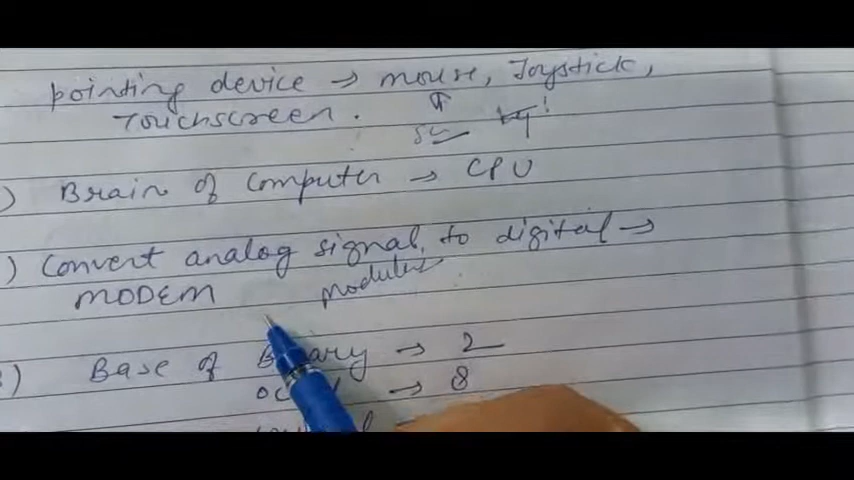 pointing device → mouse, Joystick,
Touchscreen.
) Brain of Computer → CPU
) Convert analog signal to digital →
MODEM
) Base of Binary → 2
→ 8